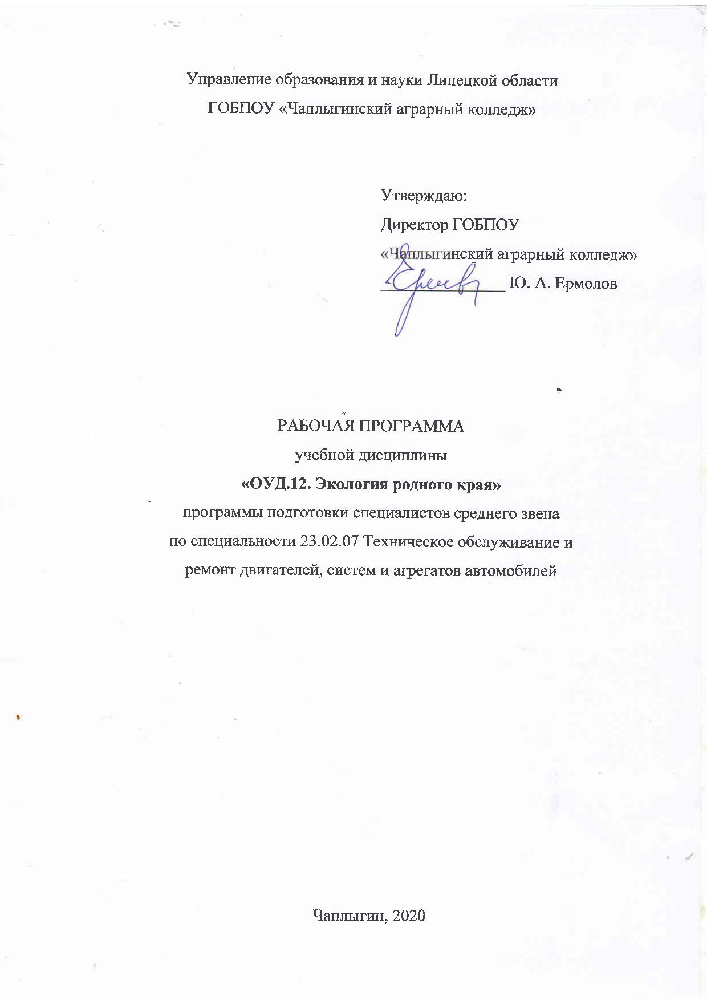 Управление образования и науки Липецкой области
ГОБПОУ «Чаплыгинский аграрный колледж»
Утверждаю:
Директор ГОБПОУ
«Чаплыгинский аграрный колледж»
Ю. А. Ермолов
РАБОЧАЯ ПРОГРАММА
учебной дисциплины
«ОУД.12. Экология родного края»
программы подготовки специалистов среднего звена
по специальности 23.02.07 Техническое обслуживание и
ремонт двигателей, систем и агрегатов автомобилей
Чаплыгин, 2020